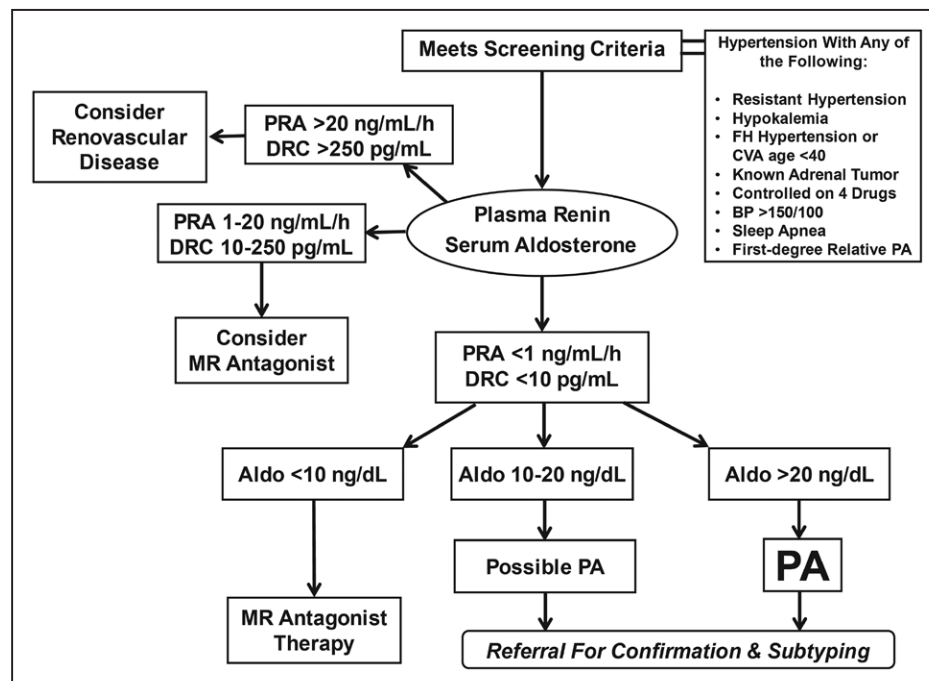 Meets Screening Criteria
Hypertension With Any of
the Following:
• Resistant Hypertension
• Hypokalemia
• FH Hypertension or
CVA age <40
• Known Adrenal Tumor
• Controlled on 4 Drugs
• BP >150/100
• Sleep Apnea
• First-degree Relative PA
Consider
Renovascular
Disease
PRA >20 ng/mL/h
DRC >250 pg/mL
PRA 1-20 ng/mL/h
DRC 10-250 pg/mL
Plasma Renin
Serum Aldosterone
Consider
MR Antagonist
PRA <1 ng/mL/h
DRC <10 pg/mL
Aldo <10 ng/dL
Aldo 10-20 ng/dL
Aldo >20 ng/dL
Possible PA
PA
MR Antagonist
Therapy
Referral For Confirmation & Subtyping